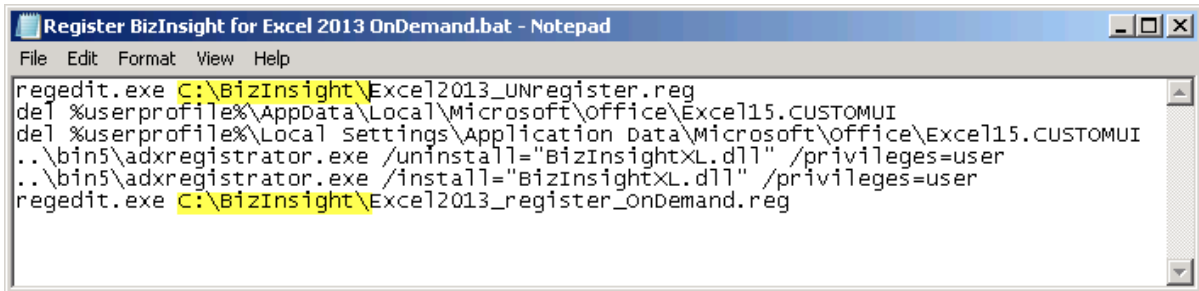 Register BizInsight for Excel 2013 OnDemand.bat - Notepad
File Edit Format View Help
regedit.exe C:\BizInsight\Excel2013_UNregister.reg
del %userprofile%\AppData\Local\Microsoft\Office\Excel15.CUSTOMUI
del %userprofile%\Local Settings\Application Data\Microsoft\Office\Excel15.CUSTOMUI
..\bin5\adxregistrator.exe /uninstall="BizInsightXL.dll" /privileges=user
..\bin5\adxregistrator.exe /install="BizInsightXL.dll" /privileges=user
regedit.exe C:\BizInsight\Excel2013_register_OnDemand.reg